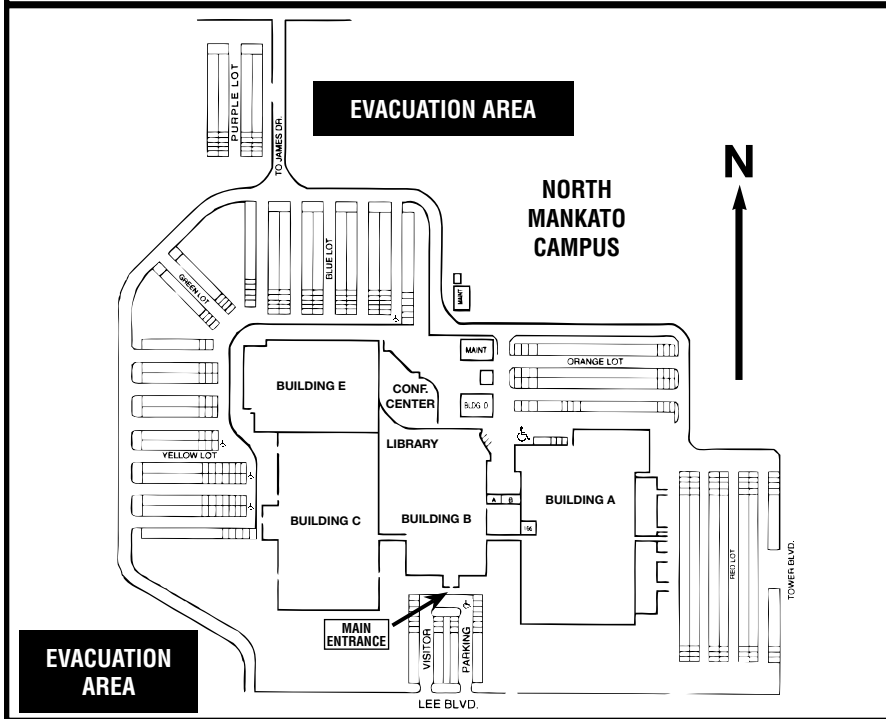 PURPLE LOT
EVACUATION AREA
TO JAMES DR.
N
NORTH
MANKATO
CAMPUS
BLUE LOT
GREEN LOT
MAINT
MAINT
ORANGE LOT
BUILDING E
CONF.
CENTER
BLDG D
LIBRARY
YELLOW LOT
A B
BUILDING A
BUILDING C
BUILDING B
RED LOT
TOWER BLVD.
MAIN
ENTRANCE
VISITOR
PARKING
EVACUATION
AREA
LEE BLVD.